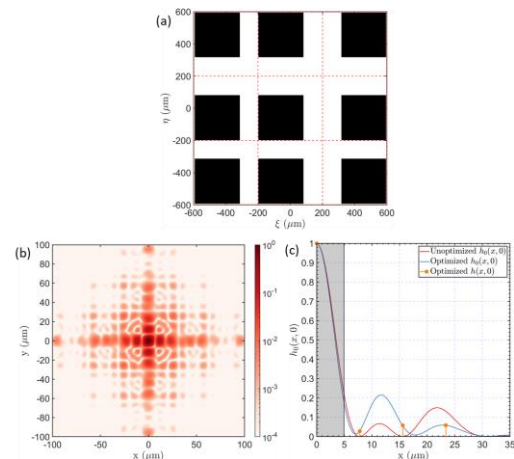 (a)
600
400
200
0
-200
-400
-600
η (μm)
-600 -400 -200 0 200 400 600
ξ (μm)
(b)
100
80
60
40
20
0
-20
-40
-60
-80
-100
y (μm)
-100 -50 0 50 100
x (μm)
10^0
10^-1
10^-2
10^-3
10^-4
(c)
1
0.9
0.8
0.7
0.6
0.5
0.4
0.3
0.2
0.1
0
h_0(x, 0)
Unoptimized h_0(x, 0)
Optimized h_0(x, 0)
Optimized h(x, 0)
0 5 10 15 20 25 30 35
x (μm)